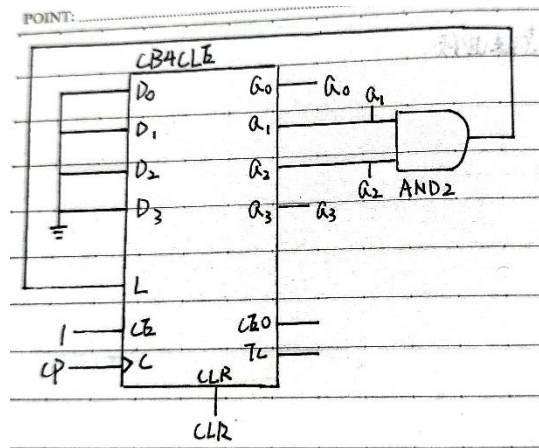 POINT:
CB4CLE
D0 Q0 Q0
Q1
D1 Q1
D2 Q2
Q2 AND2
D3 Q3 Q3
L
1 CE CEO
CP C TC
CLR
CLR